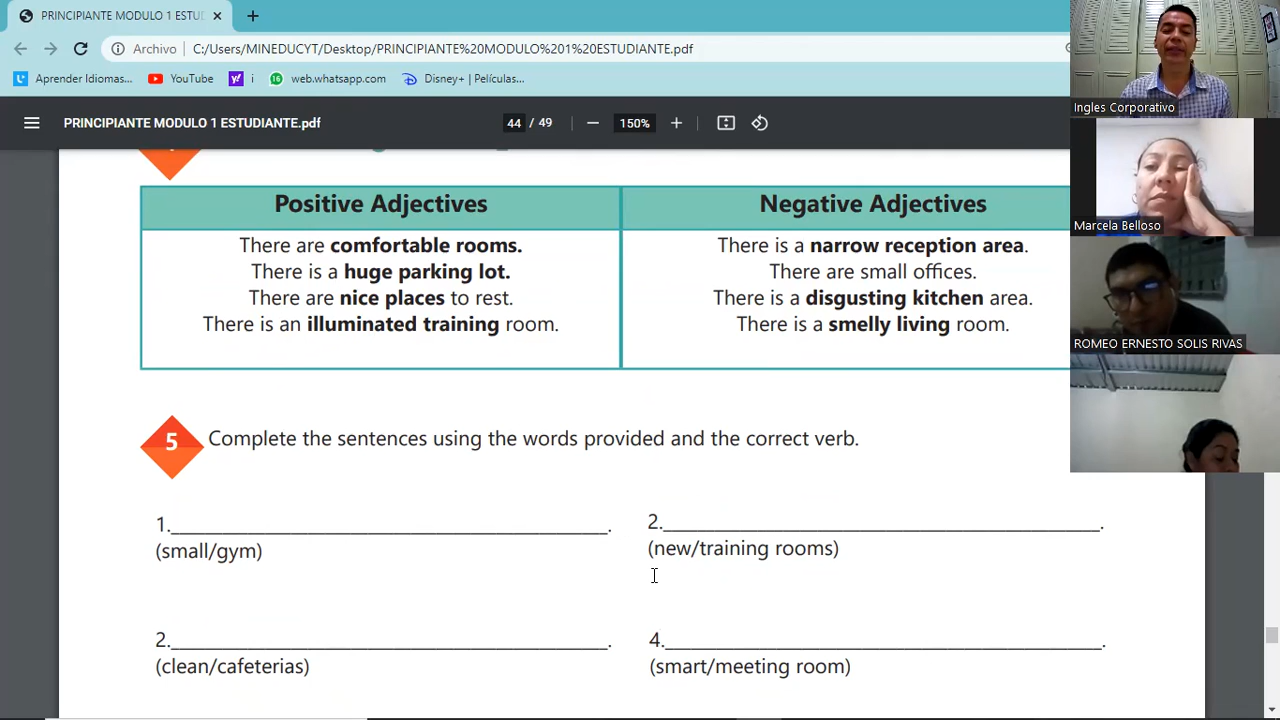 PRINCIPIANTE MODULO 1 ESTU
Archivo
C:/Users/MINEDUCYT/Desktop/PRINCIPIANTE%20MODULO%201%20ESTUDIANTE.pdf
Aprender Idiomas...
YouTube
i
web.whatsapp.com
Disney+ | Películas...
PRINCIPIANTE MODULO 1 ESTUDIANTE.pdf
44 / 49
150%
Ingles Corporativo
Marcela Belloso
ROMEO ERNESTO SOLIS RIVAS
Positive Adjectives
There are comfortable rooms.
There is a huge parking lot.
There are nice places to rest.
There is an illuminated training room.
Negative Adjectives
There is a narrow reception area.
There are small offices.
There is a disgusting kitchen area.
There is a smelly living room.
5 Complete the sentences using the words provided and the correct verb.
1.__________________________________________.
(small/gym)
2.__________________________________________.
(new/training rooms)
2.__________________________________________.
(clean/cafeterias)
4.__________________________________________.
(smart/meeting room)